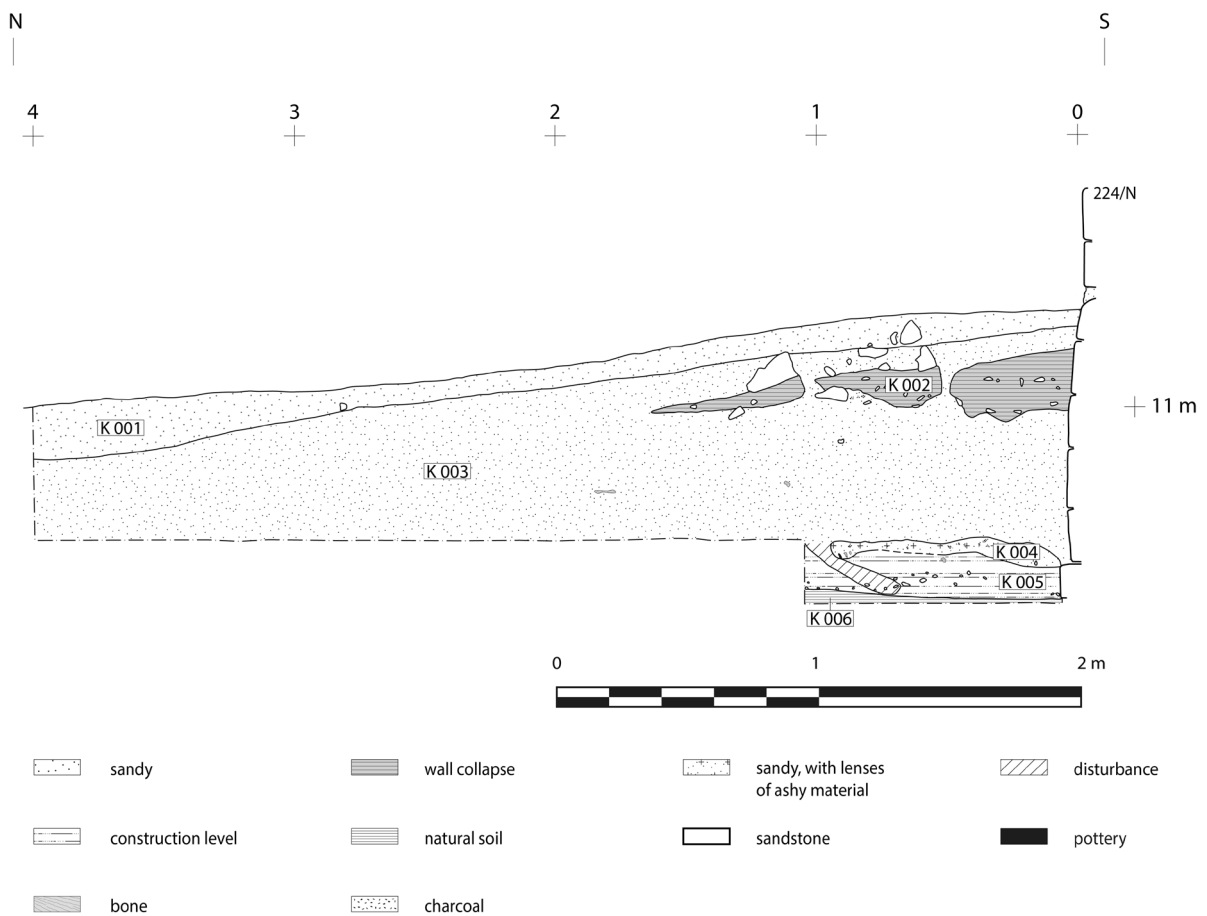 N
S
4
3
2
1
0
224/N
K 002
11 m
K 001
K 003
K 004
K 005
K 006
0
1
2 m
sandy
wall collapse
sandy, with lenses
of ashy material
disturbance
construction level
natural soil
sandstone
pottery
bone
charcoal